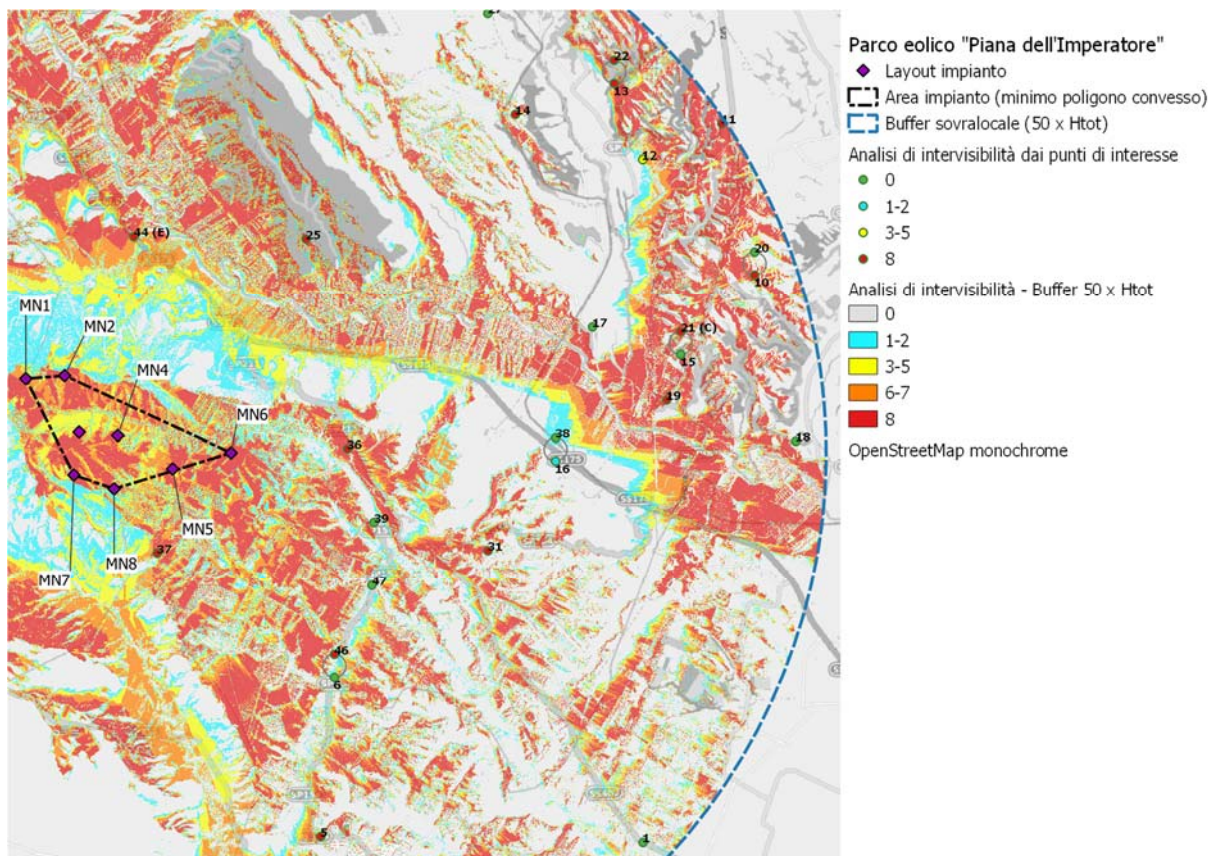 Parco eolico "Piana dell'Imperatore"
Layout impianto
Area impianto (minimo poligono convesso)
Buffer sovralocale (50 x Htot)
Analisi di intervisibilità dai punti di interesse
0
1-2
3-5
8
Analisi di intervisibilità - Buffer 50 x Htot
0
1-2
3-5
6-7
8
OpenStreetMap monochrome
22
13
14
11
12
44 (E)
25
20
10
17
21 (C)
15
19
MN1
MN2
MN4
MN6
36
38
16
18
39
31
37
MN5
MN7
MN8
47
46
6
5
1